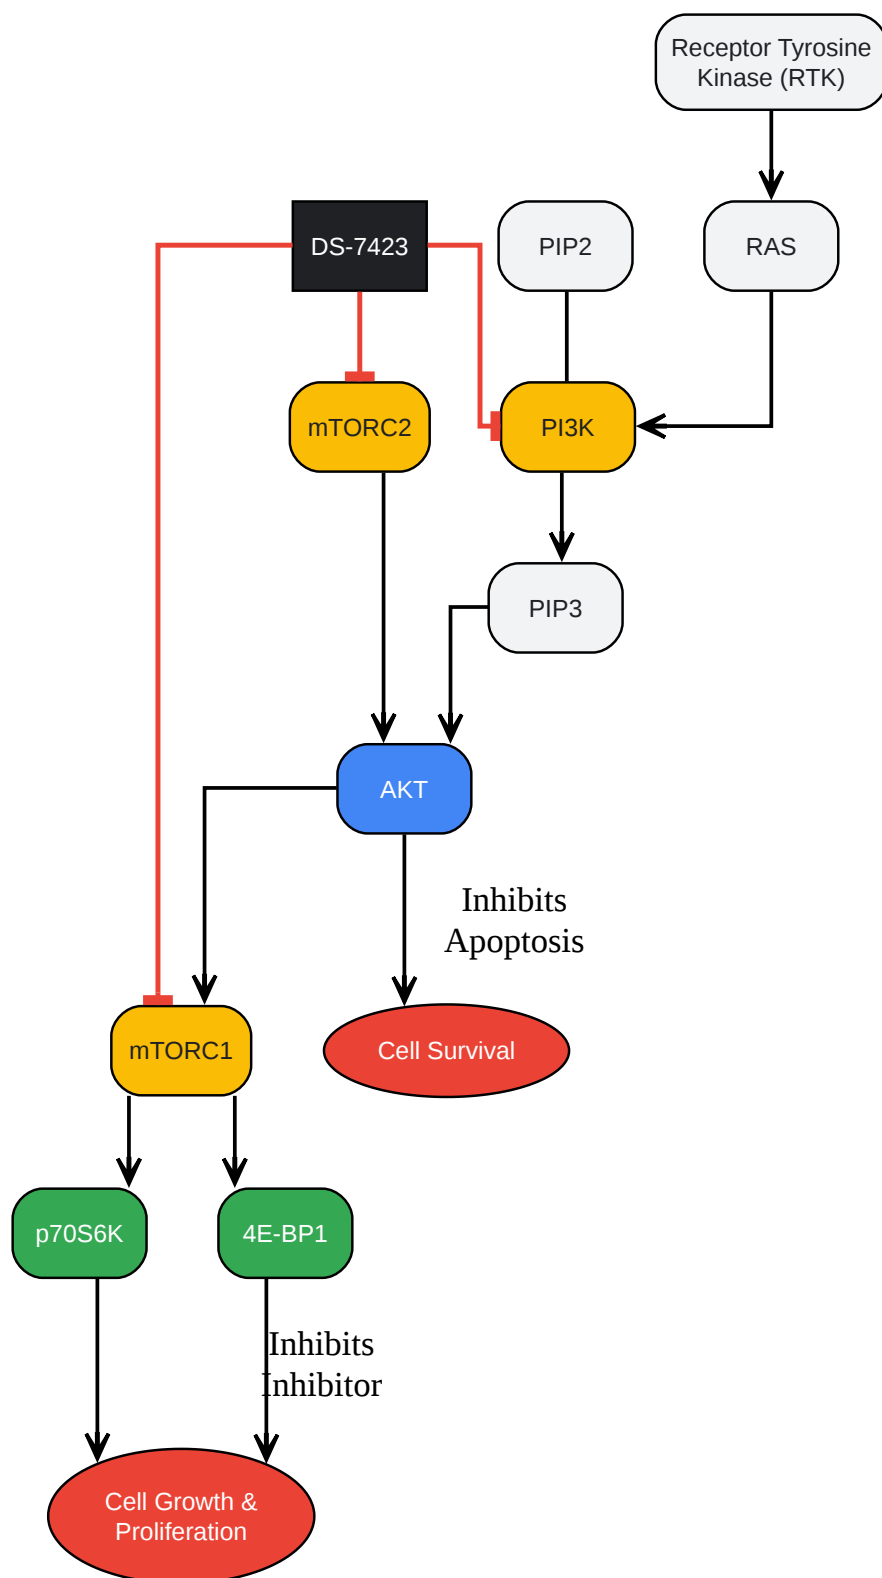 Receptor Tyrosine
Kinase (RTK)
DS-7423
PIP2
RAS
mTORC2
PI3K
PIP3
AKT
Inhibits
Apoptosis
mTORC1
Cell Survival
p70S6K
4E-BP1
Inhibits
Inhibitor
Cell Growth &
Proliferation